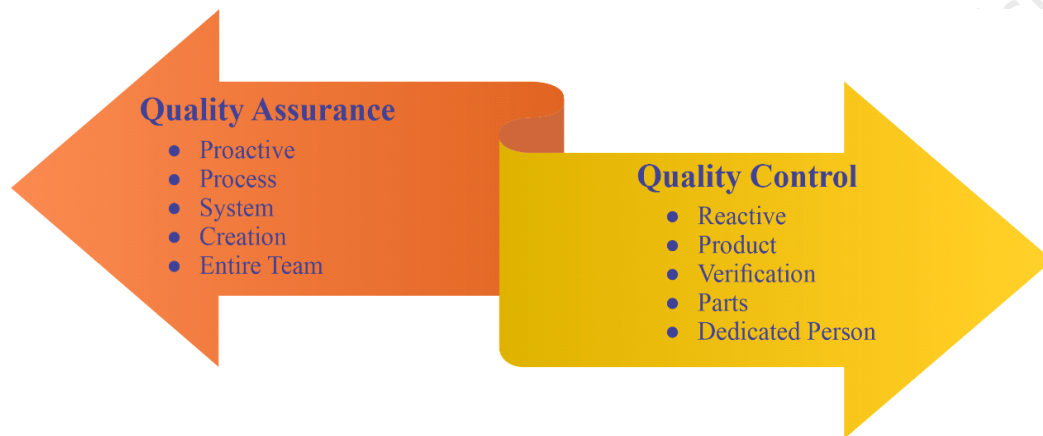 Quality Assurance
● Proactive
● Process
● System
● Creation
● Entire Team
Quality Control
● Reactive
● Product
● Verification
● Parts
● Dedicated Person